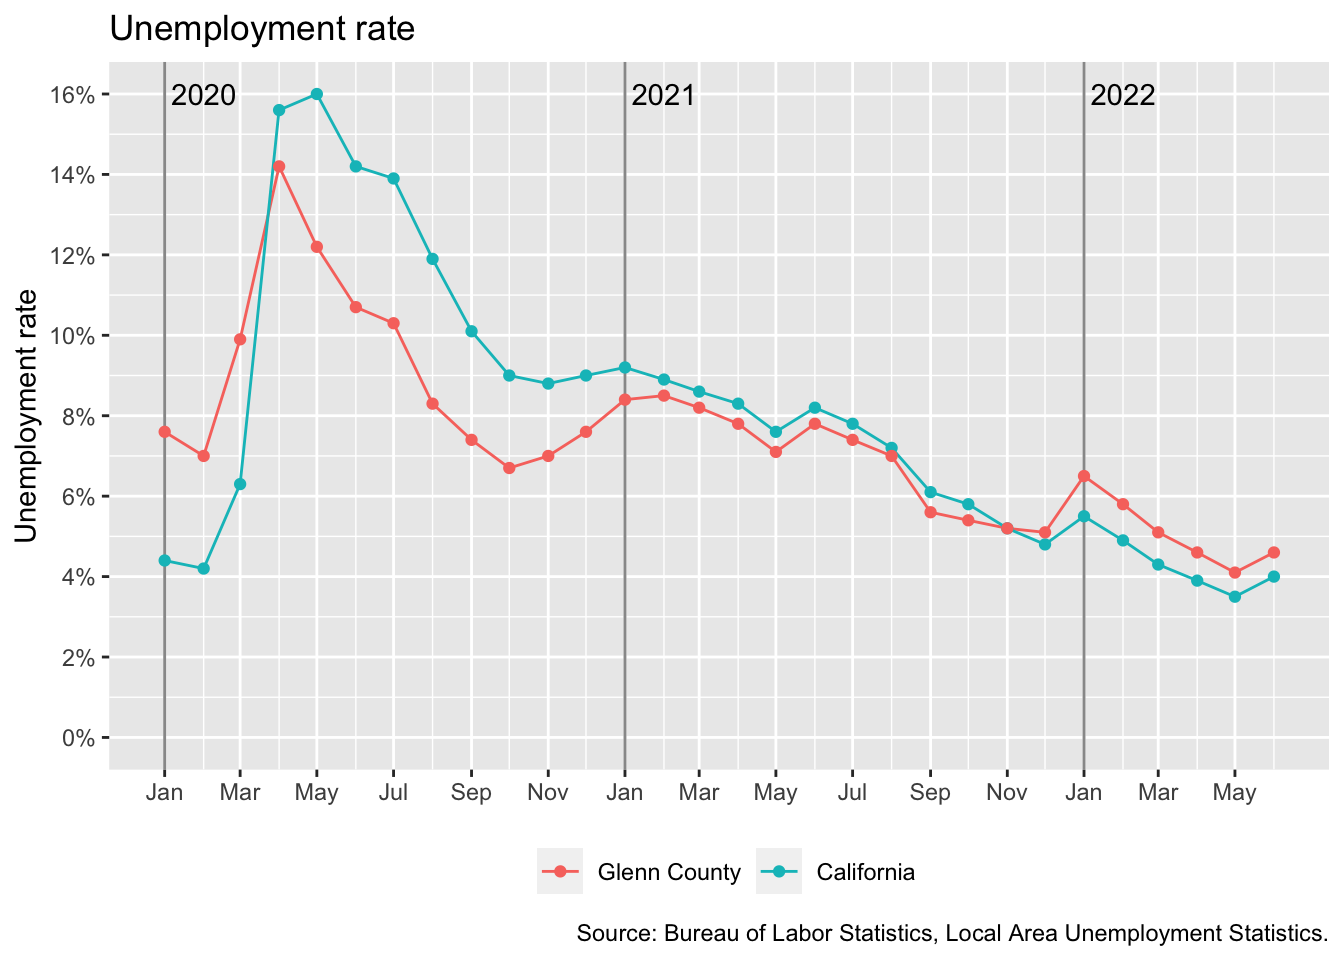 Unemployment rate
2020 2021 2022
16%
14%
12%
10%
8%
6%
4%
2%
0%
Unemployment rate
Jan Mar May Jul Sep Nov Jan Mar May Jul Sep Nov Jan Mar May
Glenn County California
Source: Bureau of Labor Statistics, Local Area Unemployment Statistics.